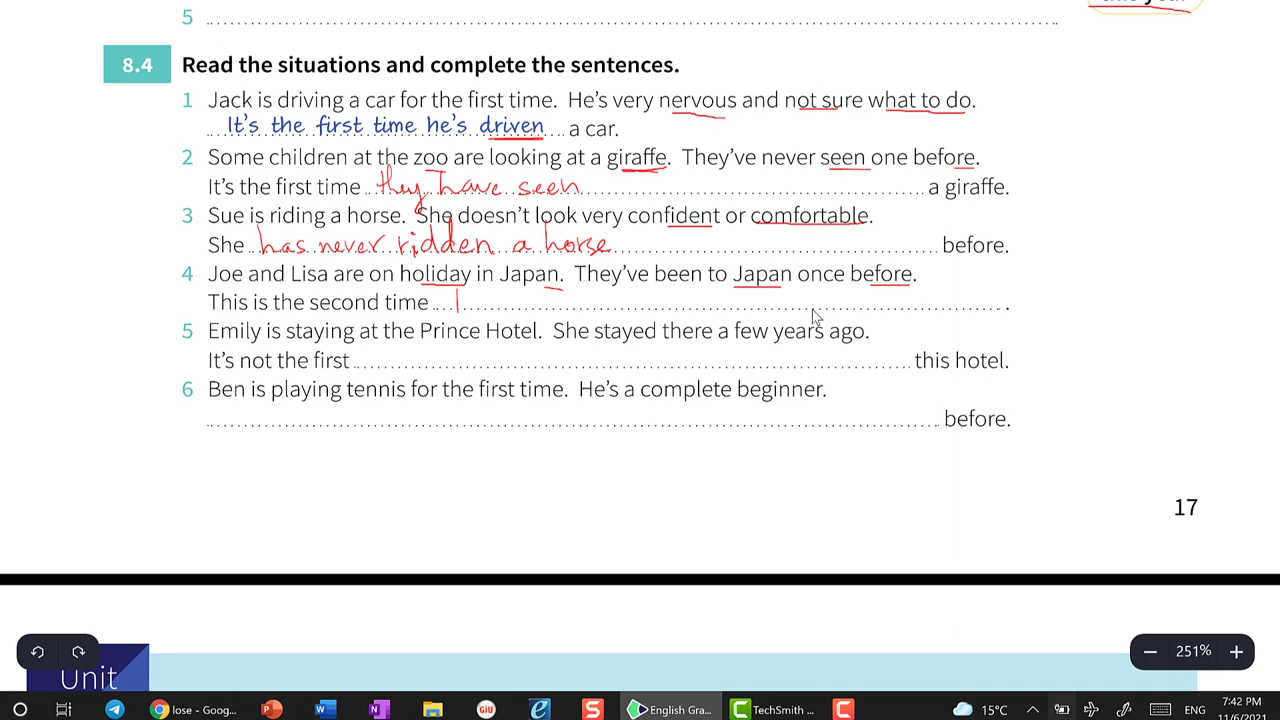 5 ..........
8.4 Read the situations and complete the sentences.
1 Jack is driving a car for the first time. He's very nervous and not sure what to do.
It's the first time he's driven a car.
2 Some children at the zoo are looking at a giraffe. They've never seen one before.
It's the first time they have seen a giraffe.
3 Sue is riding a horse. She doesn't look very confident or comfortable.
She has never ridden a horse before.
4 Joe and Lisa are on holiday in Japan. They've been to Japan once before.
This is the second time .
5 Emily is staying at the Prince Hotel. She stayed there a few years ago.
It's not the first this hotel.
6 Ben is playing tennis for the first time. He's a complete beginner.
before.
17
Unit
251%
lose - Goog...
English Gra...
TechSmith ...
15°C
ENG
7:42 PM